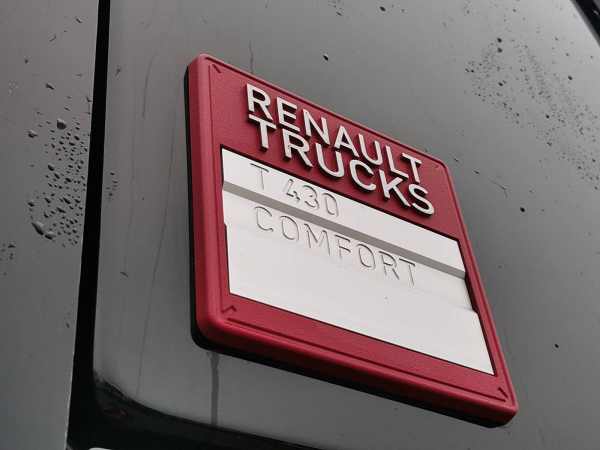 RENAULT
TRUCKS
T 430
COMFORT